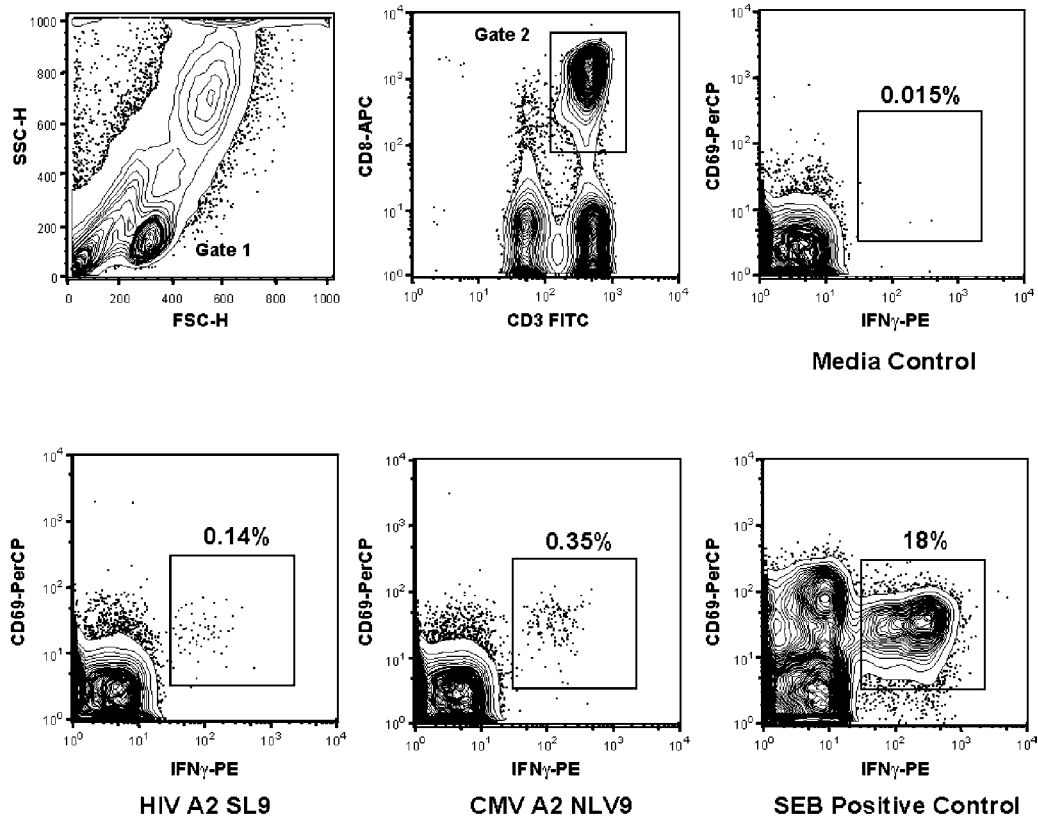 1000
800
600
400
200
0
SSC-H
Gate 1
0 200 400 600 800 1000
FSC-H
10^4
10^3
10^2
10^1
10^0
CD8-APC
Gate 2
10^0 10^1 10^2 10^3 10^4
CD3 FITC
10^4
10^3
10^2
10^1
10^0
CD69-PerCP
0.015%
10^0 10^1 10^2 10^3 10^4
IFNγ-PE
Media Control
10^4
10^3
10^2
10^1
10^0
CD69-PerCP
0.14%
10^0 10^1 10^2 10^3 10^4
IFNγ-PE
HIV A2 SL9
10^4
10^3
10^2
10^1
10^0
CD69-PerCP
0.35%
10^0 10^1 10^2 10^3 10^4
IFNγ-PE
CMV A2 NLV9
10^4
10^3
10^2
10^1
10^0
CD69-PerCP
18%
10^0 10^1 10^2 10^3 10^4
IFNγ-PE
SEB Positive Control